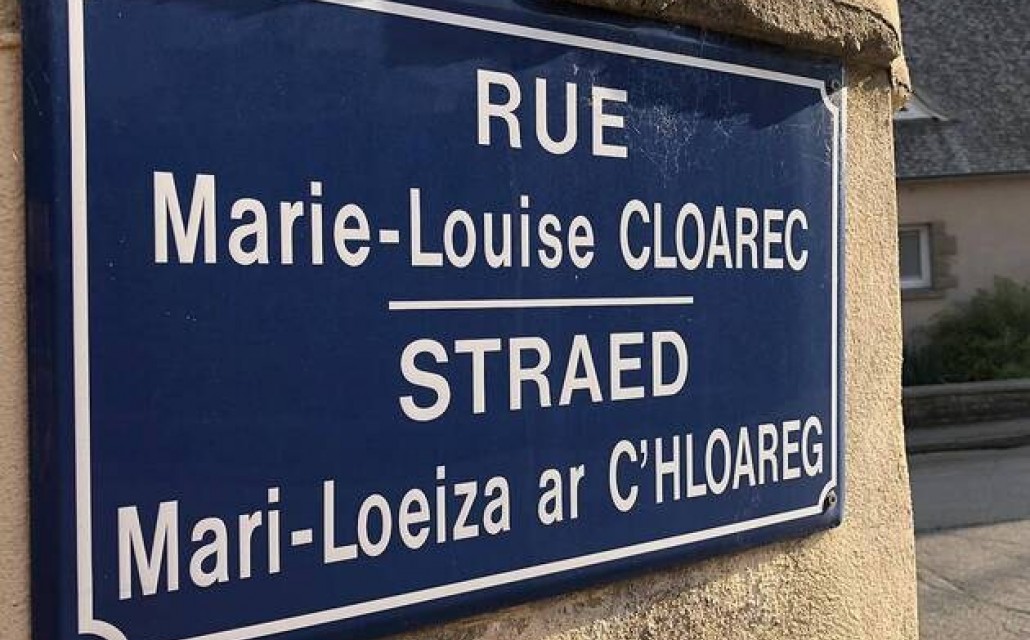 RUE
Marie-Louise CLOAREC
STRAED
Mari-Loeiza ar C'HLOAREG